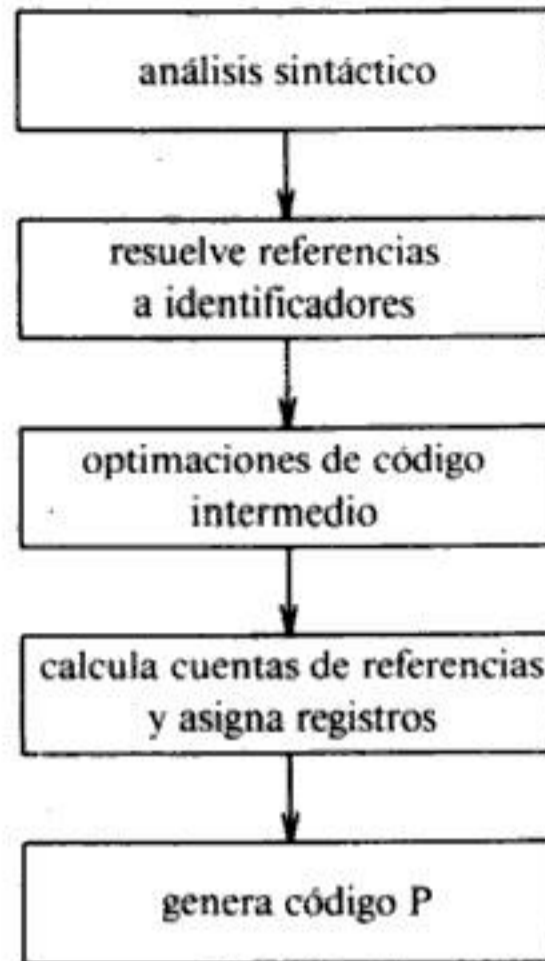 análisis sintáctico
resuelve referencias
a identificadores
optimaciones de código
intermedio
calcula cuentas de referencias
y asigna registros
genera código P